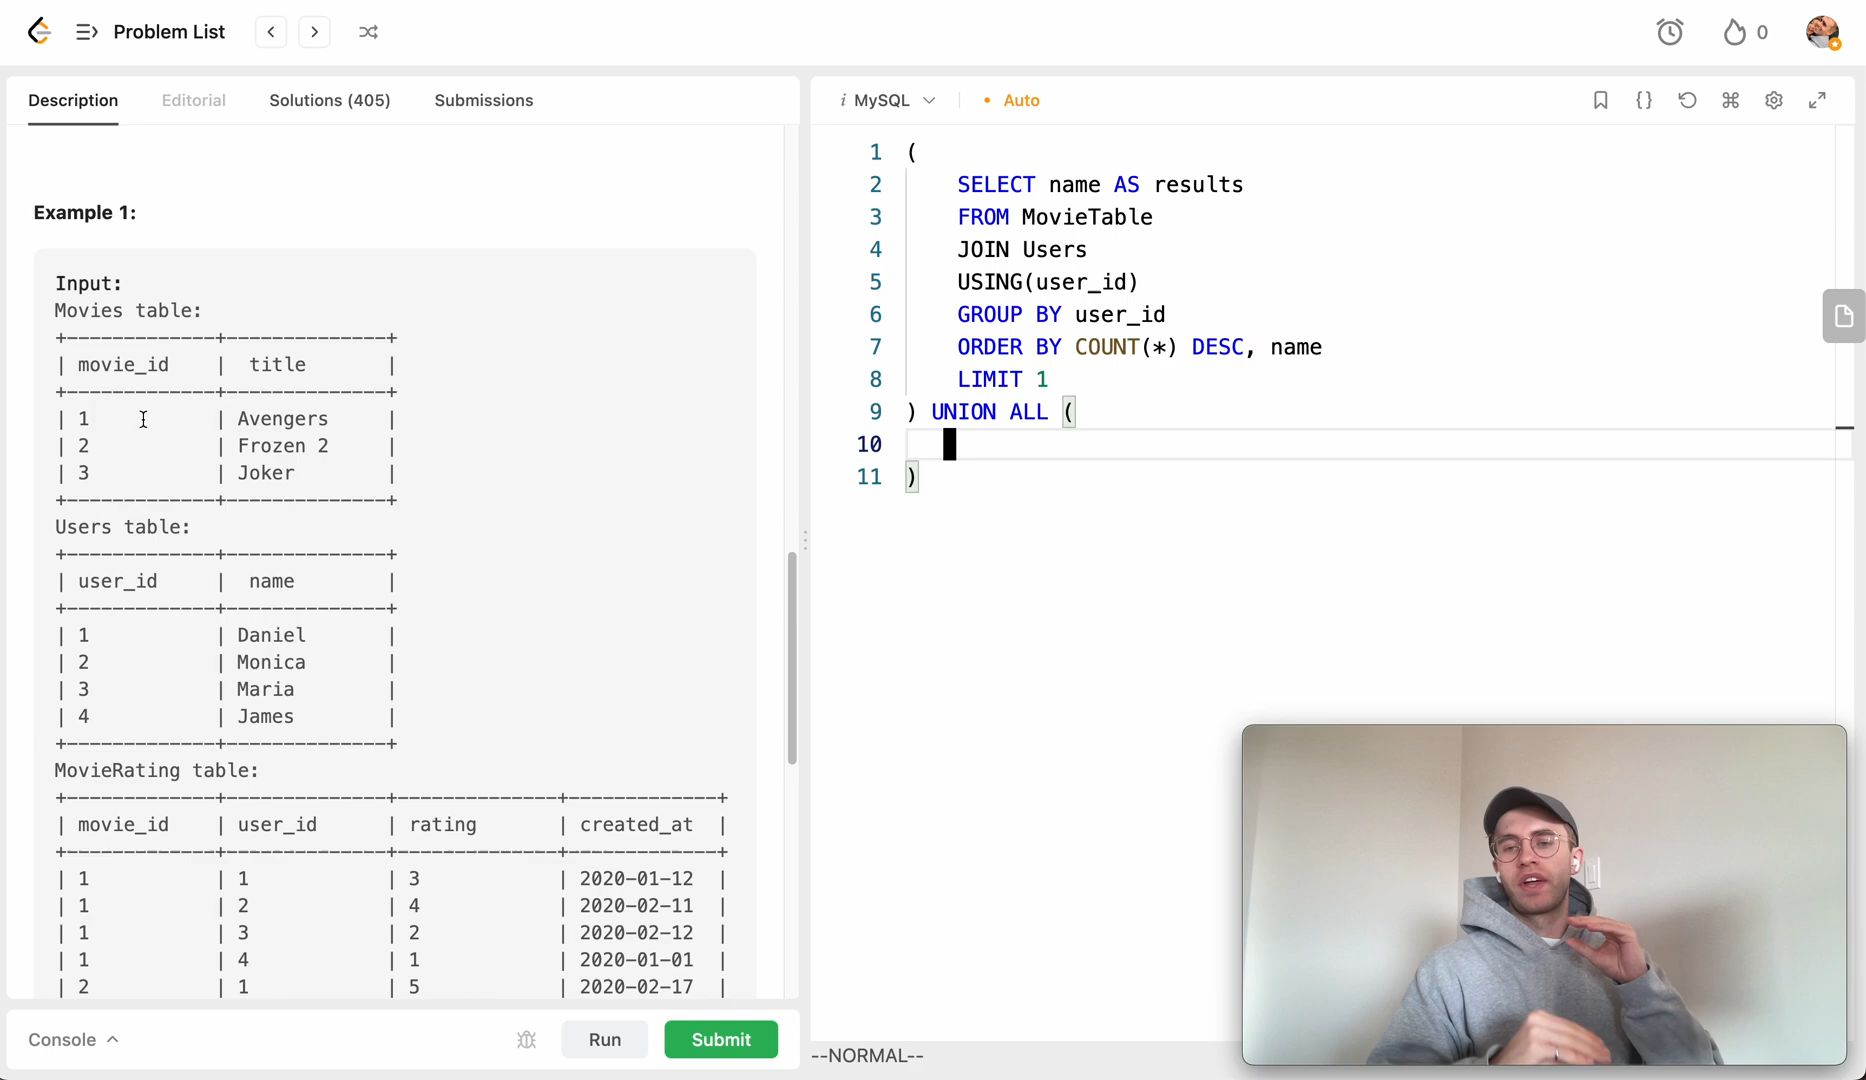 Problem List
0
Description Editorial Solutions (405) Submissions
Example 1:
Input:
Movies table:
+-------------+-------------+
| movie_id    |  title      |
+-------------+-------------+
| 1           | Avengers    |
| 2           | Frozen 2    |
| 3           | Joker       |
+-------------+-------------+
Users table:
+-------------+-------------+
| user_id     |  name       |
+-------------+-------------+
| 1           | Daniel      |
| 2           | Monica      |
| 3           | Maria       |
| 4           | James       |
+-------------+-------------+
MovieRating table:
+-------------+-------------+--------------+-------------+
| movie_id    | user_id     | rating       | created_at  |
+-------------+-------------+--------------+-------------+
| 1           | 1           | 3            | 2020-01-12  |
| 1           | 2           | 4            | 2020-02-11  |
| 1           | 3           | 2            | 2020-02-12  |
| 1           | 4           | 1            | 2020-01-01  |
| 2           | 1           | 5            | 2020-02-17  |
Console Run Submit
i MySQL • Auto
1 (
2 SELECT name AS results
3 FROM MovieTable
4 JOIN Users
5 USING(user_id)
6 GROUP BY user_id
7 ORDER BY COUNT(*) DESC, name
8 LIMIT 1
9 ) UNION ALL (
10
11 )
--NORMAL--